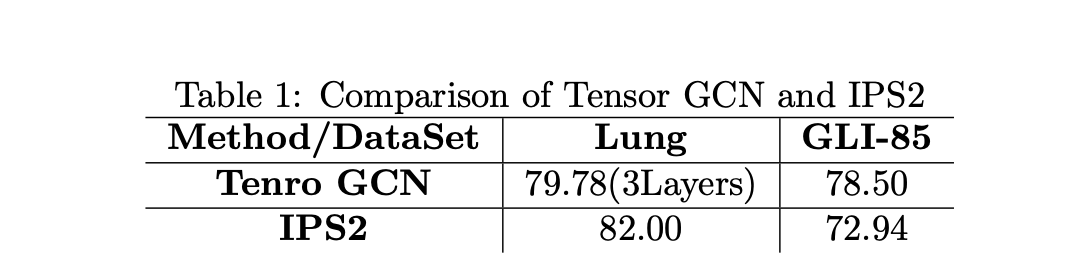 Table 1: Comparison of Tensor GCN and IPS2
Method/DataSet Lung GLI-85
Tenro GCN 79.78(3Layers) 78.50
IPS2 82.00 72.94